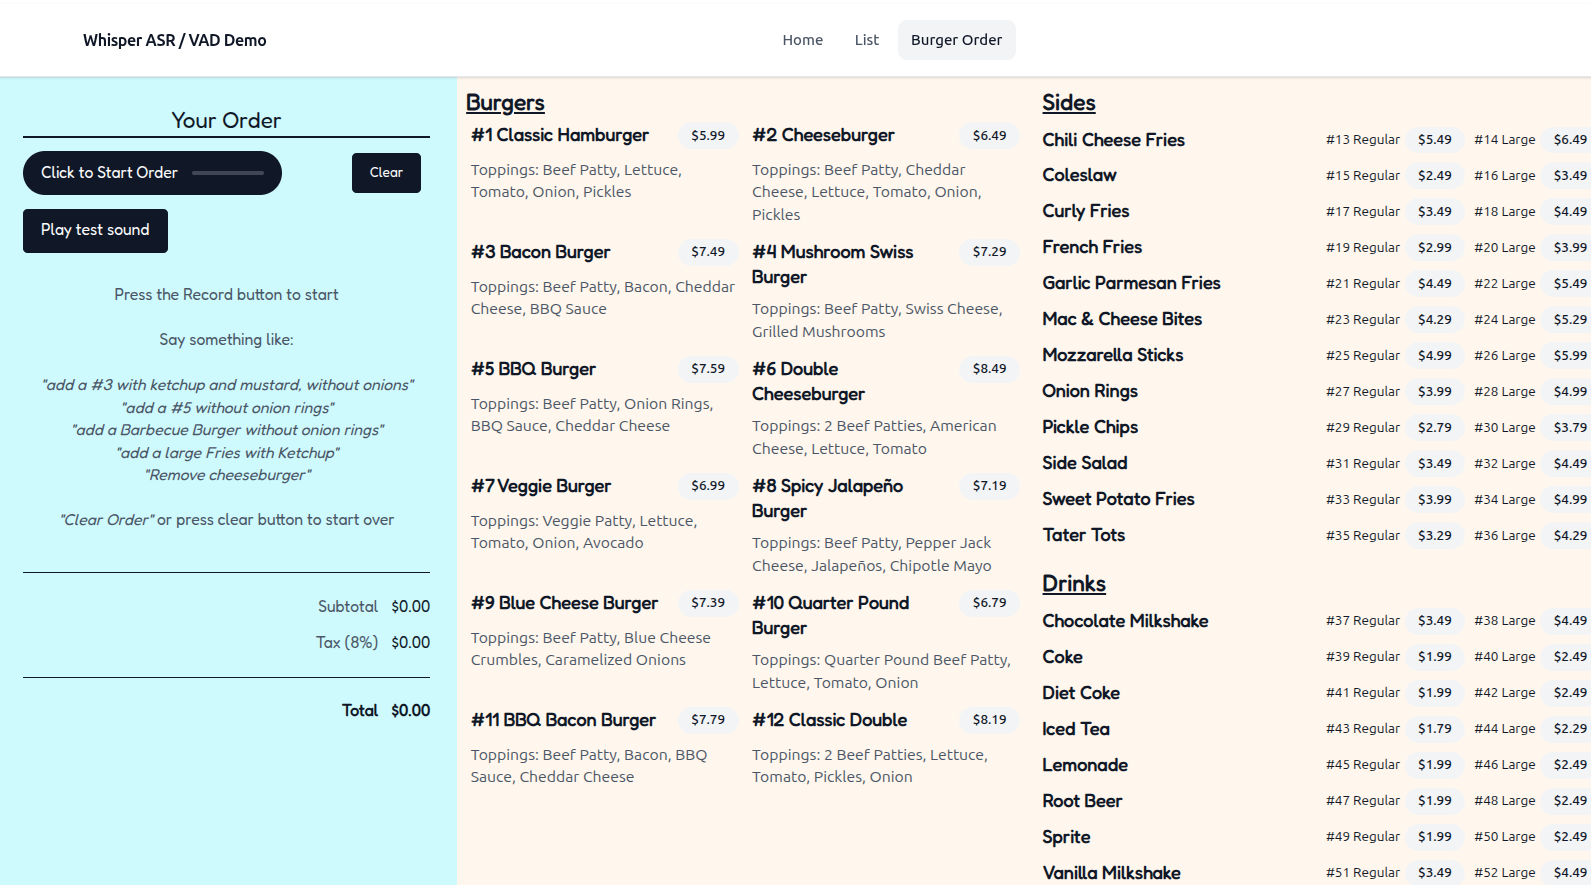 Whisper ASR / VAD Demo
Home
List
Burger Order
Your Order
Click to Start Order
Clear
Play test sound
Press the Record button to start
Say something like:
"add a #3 with ketchup and mustard, without onions"
"add a #5 without onion rings"
"add a Barbecue Burger without onion rings"
"add a large Fries with Ketchup"
"Remove cheeseburger"
"Clear Order" or press clear button to start over
Subtotal $0.00
Tax (8%) $0.00
Total $0.00
Burgers
#1 Classic Hamburger $5.99
Toppings: Beef Patty, Lettuce,
Tomato, Onion, Pickles
#2 Cheeseburger $6.49
Toppings: Beef Patty, Cheddar
Cheese, Lettuce, Tomato, Onion,
Pickles
#3 Bacon Burger $7.49
Toppings: Beef Patty, Bacon, Cheddar
Cheese, BBQ Sauce
#4 Mushroom Swiss $7.29
Burger
Toppings: Beef Patty, Swiss Cheese,
Grilled Mushrooms
#5 BBQ Burger $7.59
Toppings: Beef Patty, Onion Rings,
BBQ Sauce, Cheddar Cheese
#6 Double $8.49
Cheeseburger
Toppings: 2 Beef Patties, American
Cheese, Lettuce, Tomato
#7 Veggie Burger $6.99
Toppings: Veggie Patty, Lettuce,
Tomato, Onion, Avocado
#8 Spicy Jalapeño $7.19
Burger
Toppings: Beef Patty, Pepper Jack
Cheese, Jalapeños, Chipotle Mayo
#9 Blue Cheese Burger $7.39
Toppings: Beef Patty, Blue Cheese
Crumbles, Caramelized Onions
#10 Quarter Pound $6.79
Burger
Toppings: Quarter Pound Beef Patty,
Lettuce, Tomato, Onion
#11 BBQ Bacon Burger $7.79
Toppings: Beef Patty, Bacon, BBQ
Sauce, Cheddar Cheese
#12 Classic Double $8.19
Toppings: 2 Beef Patties, Lettuce,
Tomato, Pickles, Onion
Sides
Chili Cheese Fries #13 Regular $5.49 #14 Large $6.49
Coleslaw #15 Regular $2.49 #16 Large $3.49
Curly Fries #17 Regular $3.49 #18 Large $4.49
French Fries #19 Regular $2.99 #20 Large $3.99
Garlic Parmesan Fries #21 Regular $4.49 #22 Large $5.49
Mac & Cheese Bites #23 Regular $4.29 #24 Large $5.29
Mozzarella Sticks #25 Regular $4.99 #26 Large $5.99
Onion Rings #27 Regular $3.99 #28 Large $4.99
Pickle Chips #29 Regular $2.79 #30 Large $3.79
Side Salad #31 Regular $3.49 #32 Large $4.49
Sweet Potato Fries #33 Regular $3.99 #34 Large $4.99
Tater Tots #35 Regular $3.29 #36 Large $4.29
Drinks
Chocolate Milkshake #37 Regular $3.49 #38 Large $4.49
Coke #39 Regular $1.99 #40 Large $2.49
Diet Coke #41 Regular $1.99 #42 Large $2.49
Iced Tea #43 Regular $1.79 #44 Large $2.29
Lemonade #45 Regular $1.99 #46 Large $2.49
Root Beer #47 Regular $1.99 #48 Large $2.49
Sprite #49 Regular $1.99 #50 Large $2.49
Vanilla Milkshake #51 Regular $3.49 #52 Large $4.49